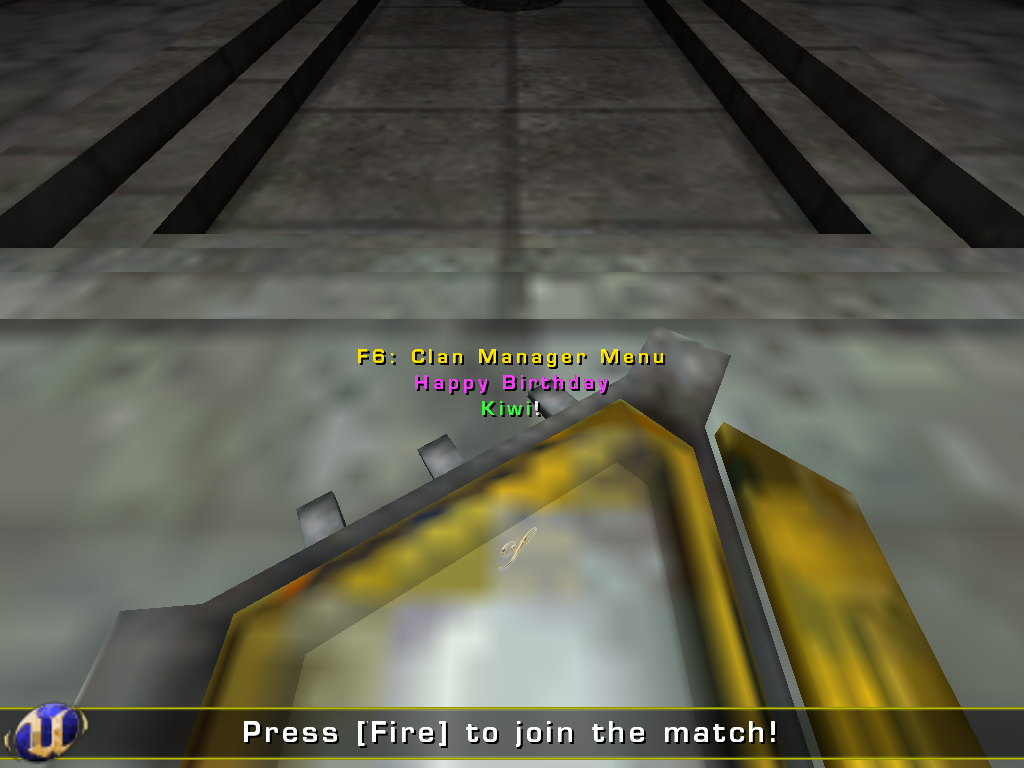 F6: Clan Manager Menu
Happy Birthday
Kiwi!
Press [Fire] to join the match!